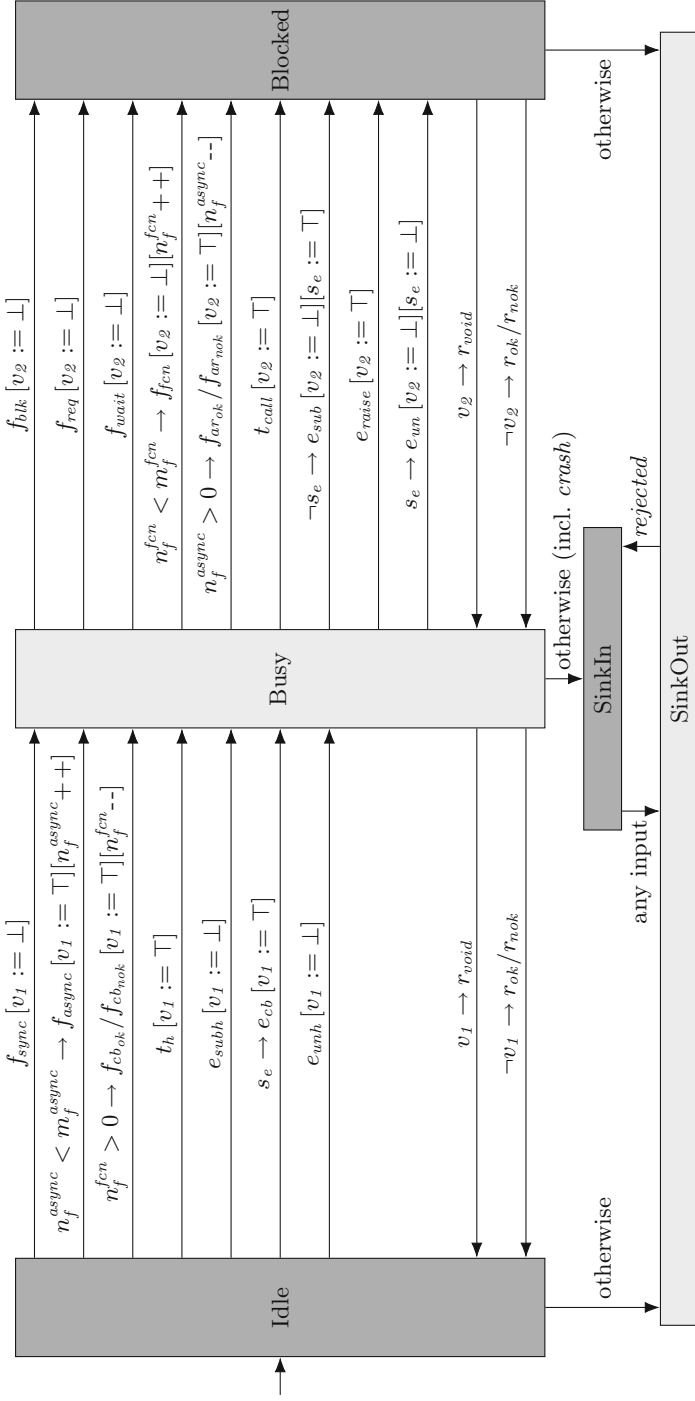 Idle
f_sync [v_1 := ⊥]
n_f^async < m_f^async → f_async [v_1 := ⊤][n_f^async++]
n_f^fcn > 0 → f_cb_ok / f_cb_nok [v_1 := ⊤][n_f^fcn--]
t_h [v_1 := ⊤]
e_subh [v_1 := ⊥]
s_e → e_cb [v_1 := ⊤]
e_unh [v_1 := ⊥]
v_1 → r_void
¬v_1 → r_ok/r_nok
Busy
f_blk [v_2 := ⊥]
f_req [v_2 := ⊥]
f_wait [v_2 := ⊥]
n_f^fcn < m_f^fcn → f_fcn [v_2 := ⊥][n_f^fcn++]
n_f^async > 0 → f_ar_ok / f_ar_nok [v_2 := ⊤][n_f^async--]
t_call [v_2 := ⊤]
¬s_e → e_sub [v_2 := ⊥][s_e := ⊤]
e_raise [v_2 := ⊤]
s_e → e_un [v_2 := ⊥][s_e := ⊥]
v_2 → r_void
¬v_2 → r_ok/r_nok
Blocked
otherwise
otherwise (incl. crash)
otherwise
SinkIn
any input
rejected
SinkOut